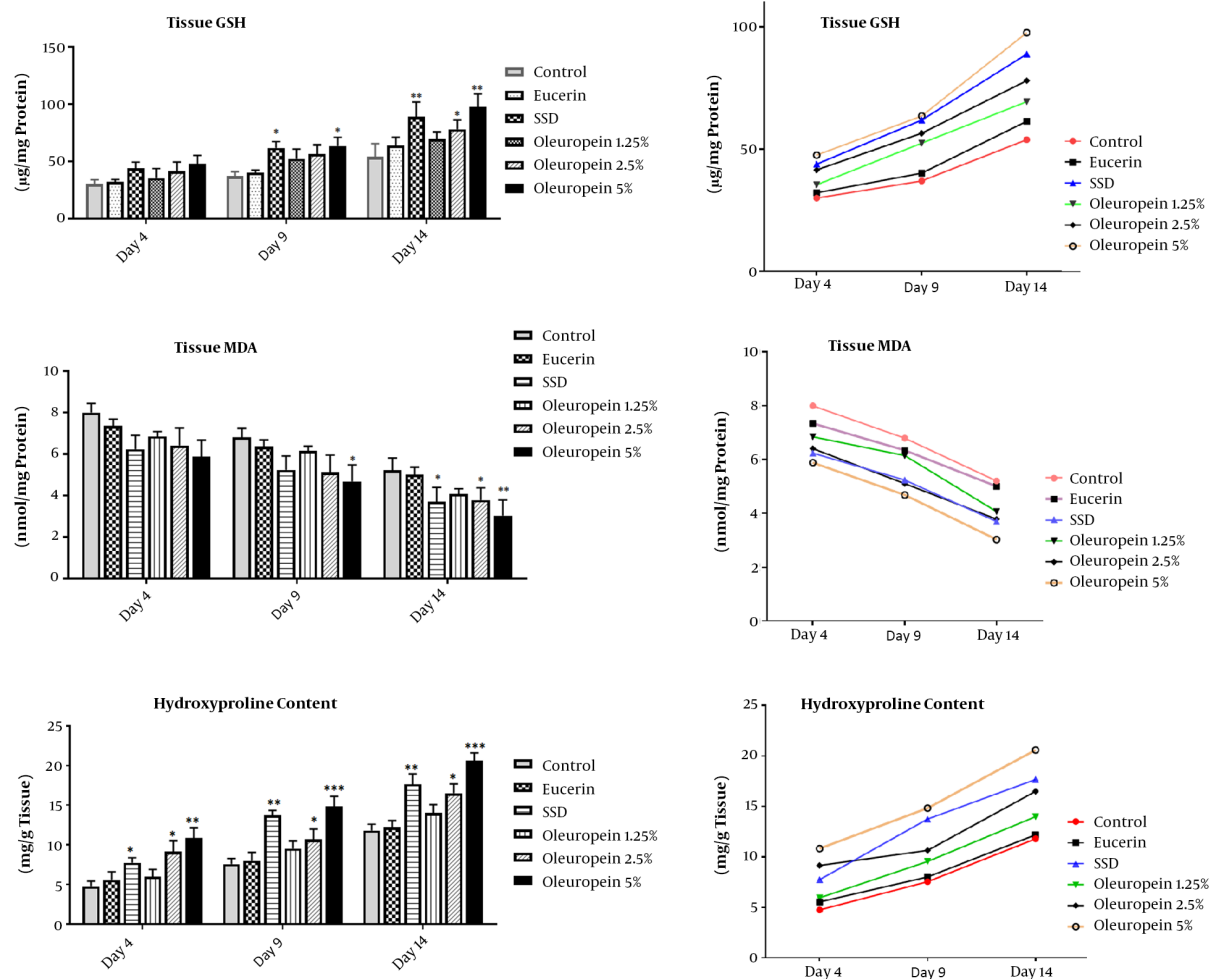 Tissue GSH
(µg/mg Protein)
150
100
50
0
*
*
**
*
**
Day 4
Day 9
Day 14
Control
Eucerin
SSD
Oleuropein 1.25%
Oleuropein 2.5%
Oleuropein 5%
Tissue GSH
(µg/mg Protein)
100
50
0
Day 4
Day 9
Day 14
Control
Eucerin
SSD
Oleuropein 1.25%
Oleuropein 2.5%
Oleuropein 5%
Tissue MDA
(nmol/mg Protein)
10
8
6
4
2
0
*
*
*
**
Day 4
Day 9
Day 14
Control
Eucerin
SSD
Oleuropein 1.25%
Oleuropein 2.5%
Oleuropein 5%
Tissue MDA
(nmol/mg Protein)
10
8
6
4
2
0
Day 4
Day 9
Day 14
Control
Eucerin
SSD
Oleuropein 1.25%
Oleuropein 2.5%
Oleuropein 5%
Hydroxyproline Content
(mg/g Tissue)
25
20
15
10
5
0
*
*
**
**
*
***
**
*
***
Day 4
Day 9
Day 14
Control
Eucerin
SSD
Oleuropein 1.25%
Oleuropein 2.5%
Oleuropein 5%
Hydroxyproline Content
(mg/g Tissue)
25
20
15
10
5
0
Day 4
Day 9
Day 14
Control
Eucerin
SSD
Oleuropein 1.25%
Oleuropein 2.5%
Oleuropein 5%